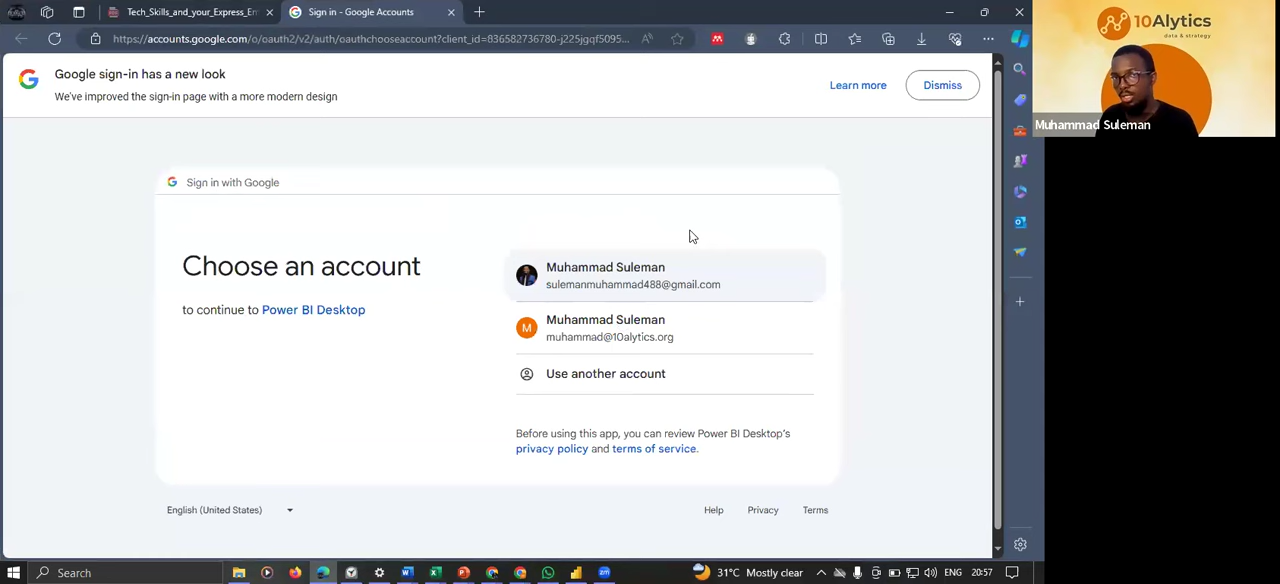 Tech_Skills_and_your_Express_En
Sign in - Google Accounts
https://accounts.google.com/o/oauth2/v2/auth/oauthchooseaccount?client_id=836582736780-j225jgqf5095...
Google sign-in has a new look
We've improved the sign-in page with a more modern design
Learn more
Dismiss
Sign in with Google
Choose an account
to continue to Power BI Desktop
Muhammad Suleman
sulemanmuhammad488@gmail.com
M
Muhammad Suleman
muhammad@10alytics.org
Use another account
Before using this app, you can review Power BI Desktop's
privacy policy and terms of service.
English (United States)
Help
Privacy
Terms
10Alytics
data & strategy
Muhammad Suleman
Search
31°C Mostly clear
ENG
20:57